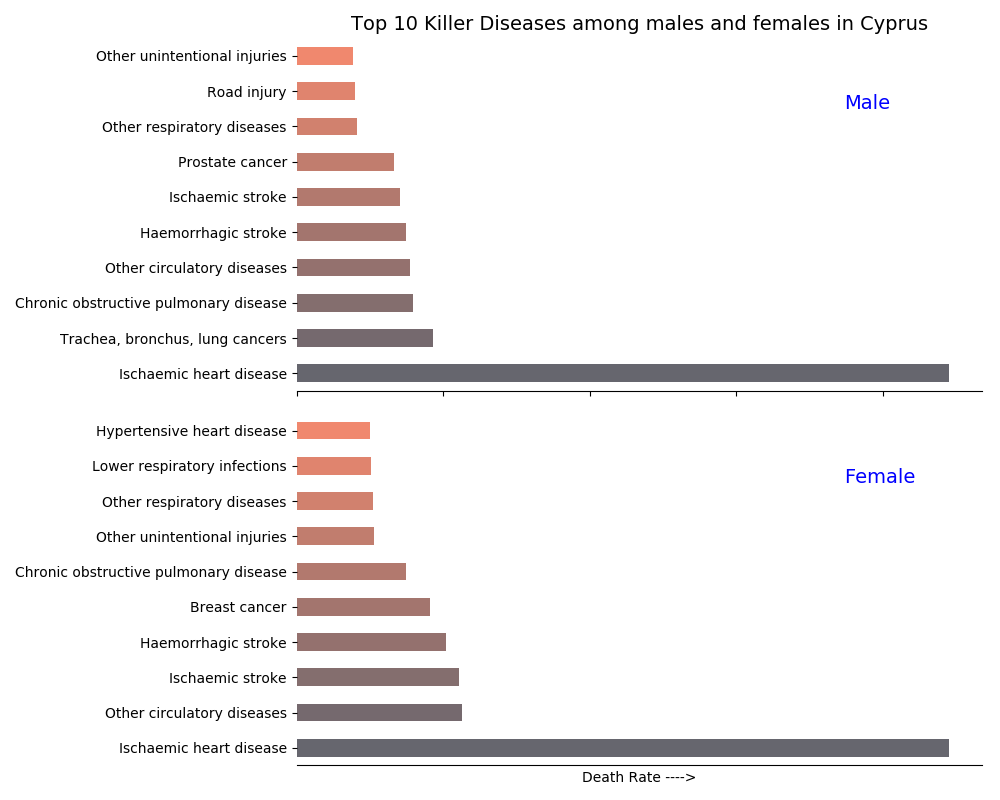 Top 10 Killer Diseases among males and females in Cyprus
Other unintentional injuries
Road injury
Male
Other respiratory diseases
Prostate cancer
Ischaemic stroke
Haemorrhagic stroke
Other circulatory diseases
Chronic obstructive pulmonary disease
Trachea, bronchus, lung cancers
Ischaemic heart disease
Hypertensive heart disease
Lower respiratory infections
Female
Other respiratory diseases
Other unintentional injuries
Chronic obstructive pulmonary disease
Breast cancer
Haemorrhagic stroke
Ischaemic stroke
Other circulatory diseases
Ischaemic heart disease
Death Rate ---->